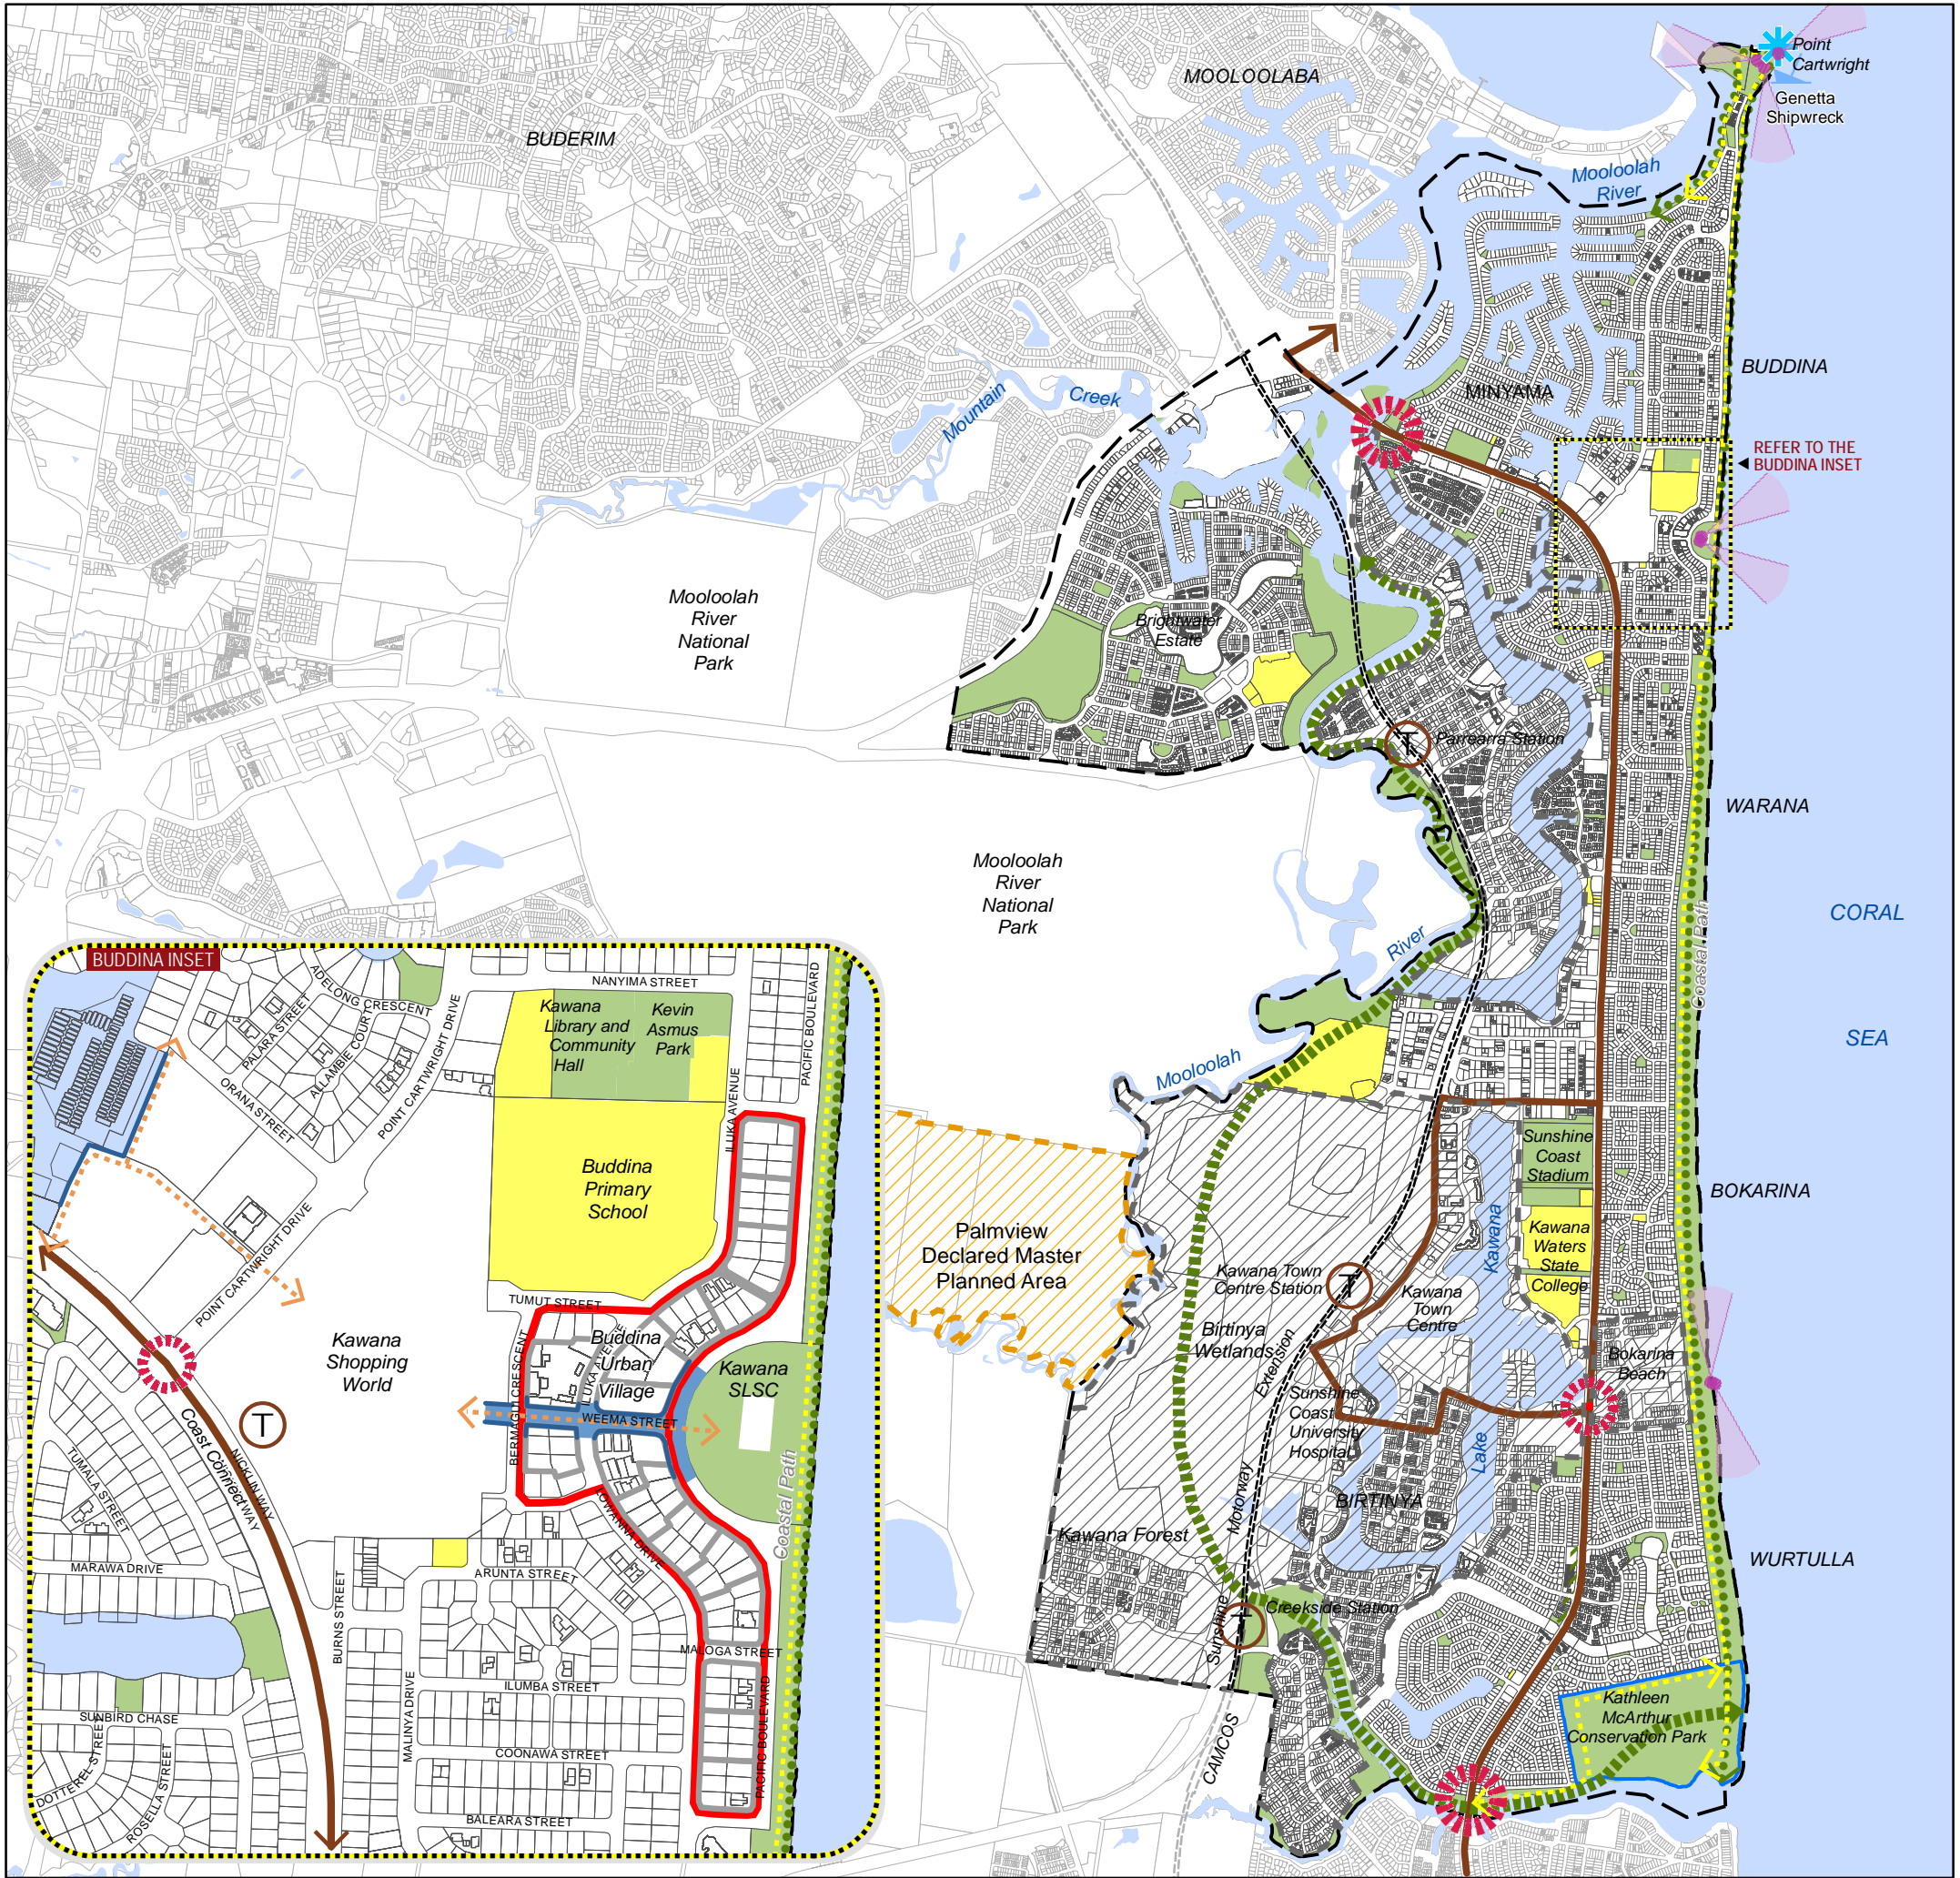 MOOLOOLABA
BUDERIM
Point
Cartwright
Genetta
Shipwreck
Mooloolah
River
BUDDINA
MINYAMA
Mountain
Creek
REFER TO THE
BUDDINA INSET
Mooloolah
River
National
Park
Brightwater
Estate
Parrearra Station
WARANA
Mooloolah
River
National
Park
CORAL
SEA
Coastal Path
River
Mooloolah
Sunshine
Coast
Stadium
BOKARINA
Kawana
Waters
State
College
Kawana
Lake
Palmview
Declared Master
Planned Area
Kawana Town
Centre Station
Kawana
Town
Centre
Birtinya
Wetlands
Bokarina
Beach
Sunshine
Coast
University
Hospital
BIRTINYA
Sunshine
Motorway
Extension
Kawana Forest
WURTULLA
Creekside Station
CAMCOS
Kathleen
McArthur
Conservation Park
T
T
T
BUDDINA INSET
NANYIMA STREET
ADELONG CRESCENT
PALARA STREET
ALLAMBIE COURT
ORANA STREET
POINT CARTWRIGHT DRIVE
PACIFIC BOULEVARD
Kawana
Library and
Community
Hall
Kevin
Asmus
Park
ILUKA AVENUE
Buddina
Primary
School
POINT CARTWRIGHT DRIVE
TUMUT STREET
Kawana
Shopping
World
BERMAGUI CRESCENT
ILUKA AVENUE
Buddina
Urban
Village
Kawana
SLSC
WEEMA STREET
T
NICKLIN WAY
Coast Connect
WAY
TUMALA STREET
LOWANNA DRIVE
Coastal Path
MARAWA DRIVE
ARUNTA STREET
BURNS STREET
MALOGA STREET
ILUMBA STREET
MALINYA DRIVE
SUNBIRD CHASE
DOTTEREL STREET
ROSELLA STREET
COONAWA STREET
PACIFIC BOULEVARD
BALEARA STREET